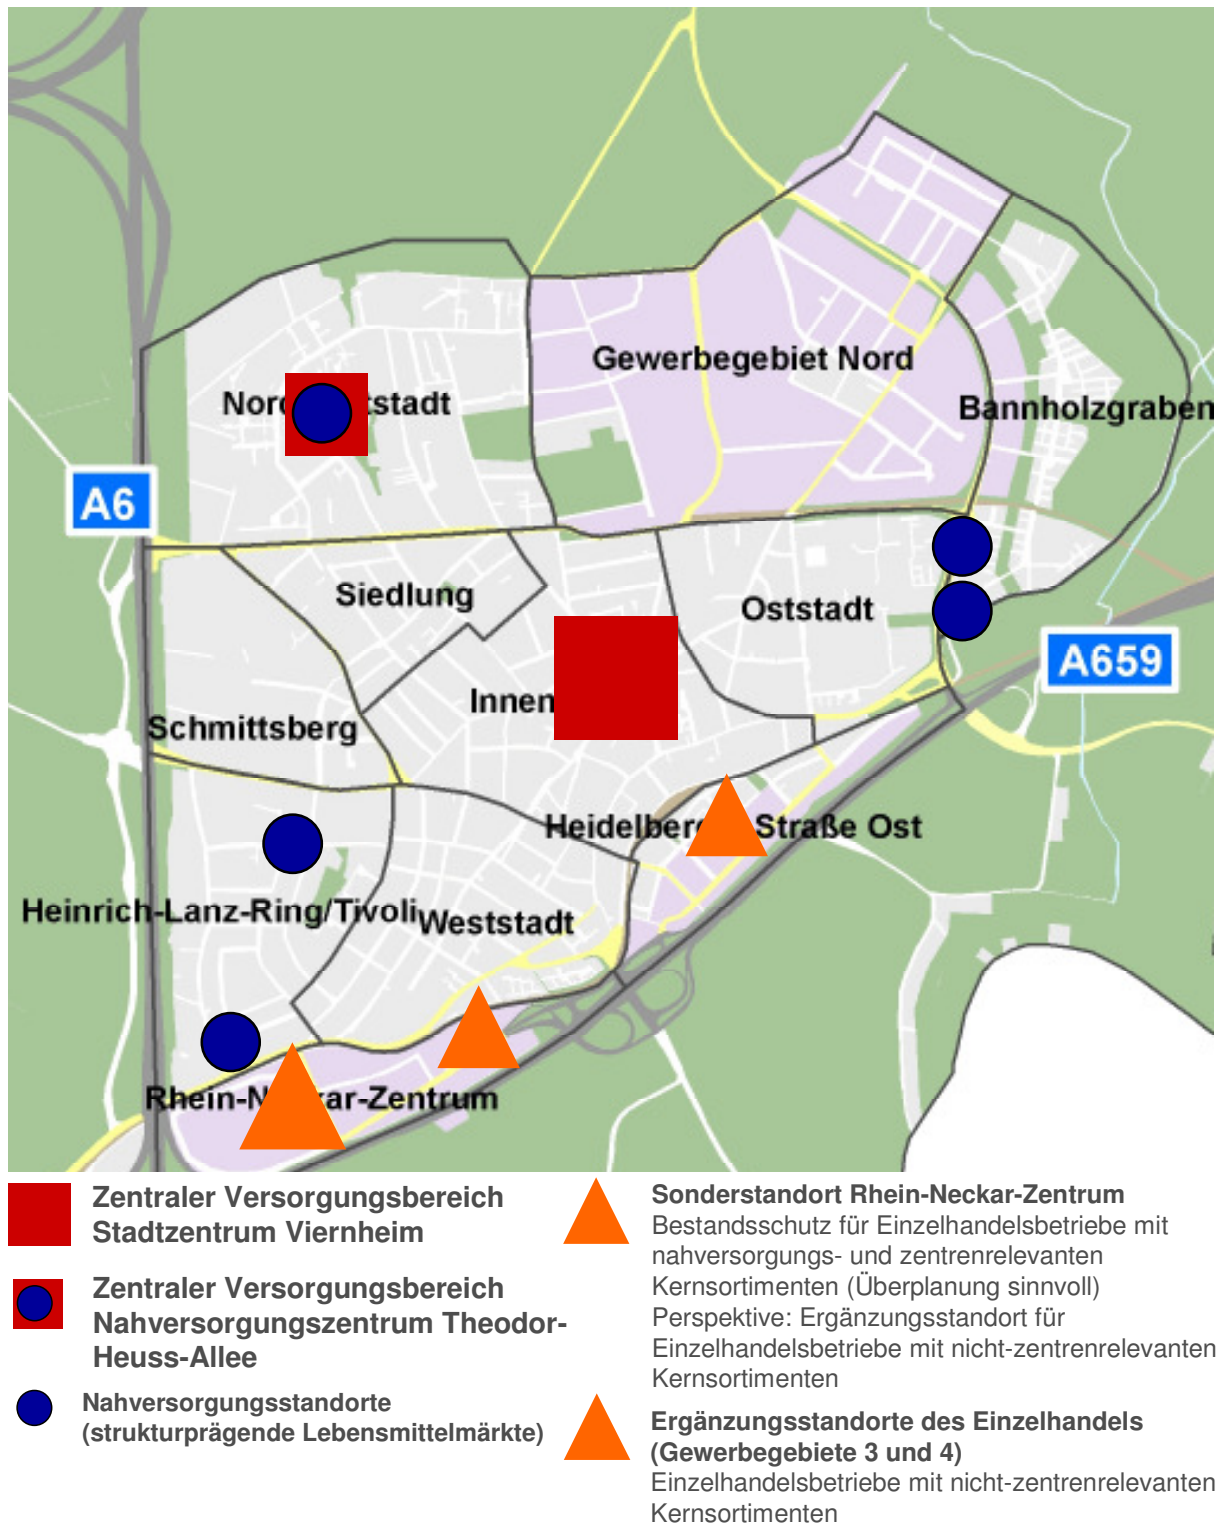 Gewerbegebiet Nord
Nord tstadt
Bannholzgraben
A6
Siedlung
Oststadt
A659
Innen
Schmittsberg
Heidelberg Straße Ost
Heinrich-Lanz-Ring/Tivoli
Weststadt
Rhein-N kar-Zentrum
Zentraler Versorgungsbereich
Stadtzentrum Viernheim
Zentraler Versorgungsbereich
Nahversorgungszentrum Theodor-
Heuss-Allee
Nahversorgungsstandorte
(strukturprägende Lebensmittelmärkte)
Sonderstandort Rhein-Neckar-Zentrum
Bestandsschutz für Einzelhandelsbetriebe mit
nahversorgungs- und zentrenrelevanten
Kernsortimenten (Überplanung sinnvoll)
Perspektive: Ergänzungsstandort für
Einzelhandelsbetriebe mit nicht-zentrenrelevanten
Kernsortimenten
Ergänzungsstandorte des Einzelhandels
(Gewerbegebiete 3 und 4)
Einzelhandelsbetriebe mit nicht-zentrenrelevanten
Kernsortimenten